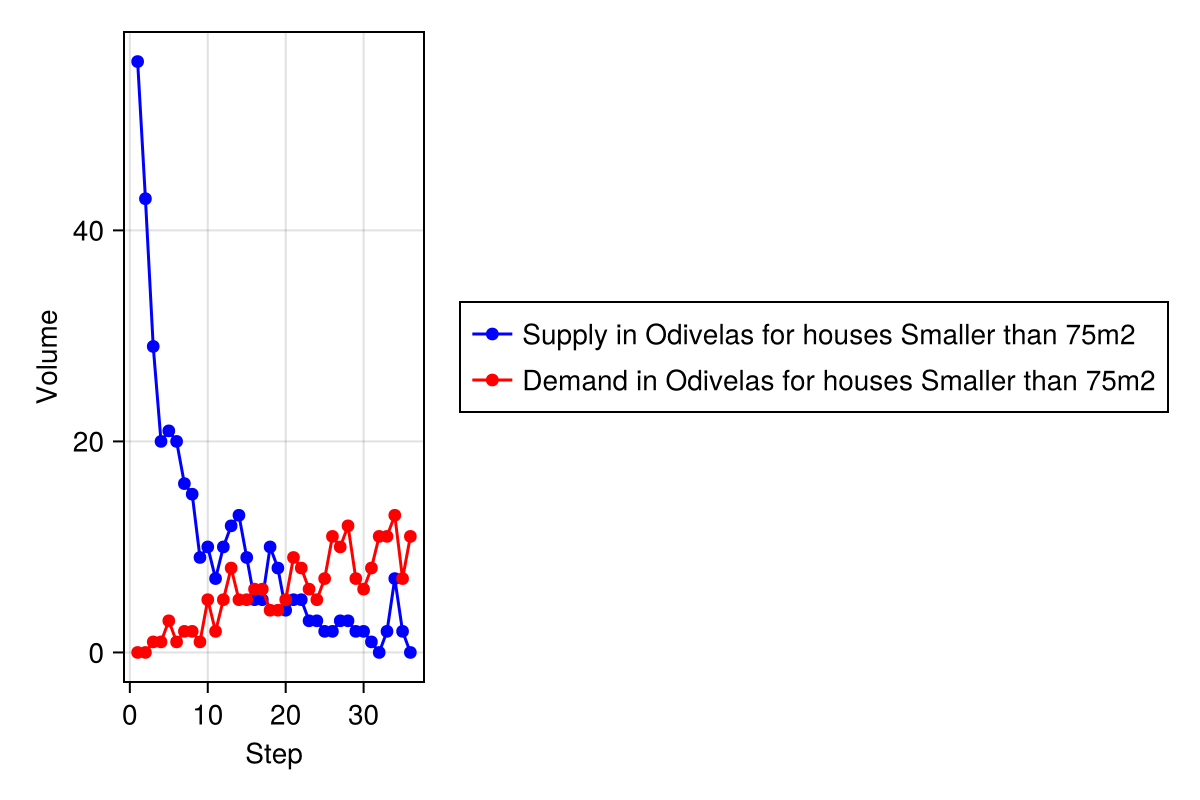 Volume
40
20
0
0 10 20 30
Step
Supply in Odivelas for houses Smaller than 75m2
Demand in Odivelas for houses Smaller than 75m2